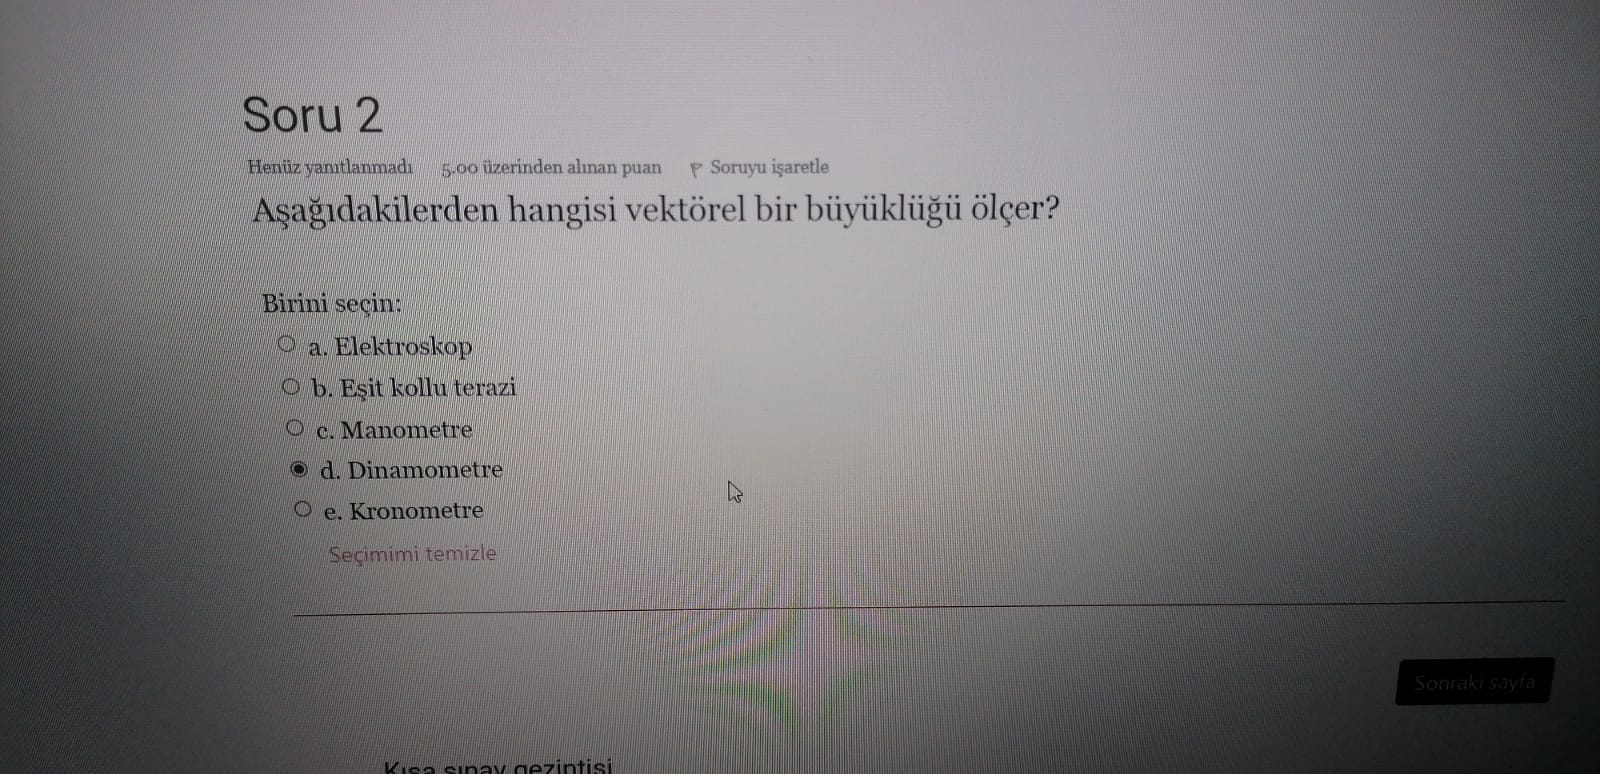 Soru 2
Henüz yanıtlanmadı 5.00 üzerinden alınan puan Soruyu işaretle
Aşağıdakilerden hangisi vektörel bir büyüklüğü ölçer?
Birini seçin:
a. Elektroskop
b. Eşit kollu terazi
c. Manometre
d. Dinamometre
e. Kronometre
Seçimimi temizle
Sonraki sayfa
Kısa sınav gezintisi